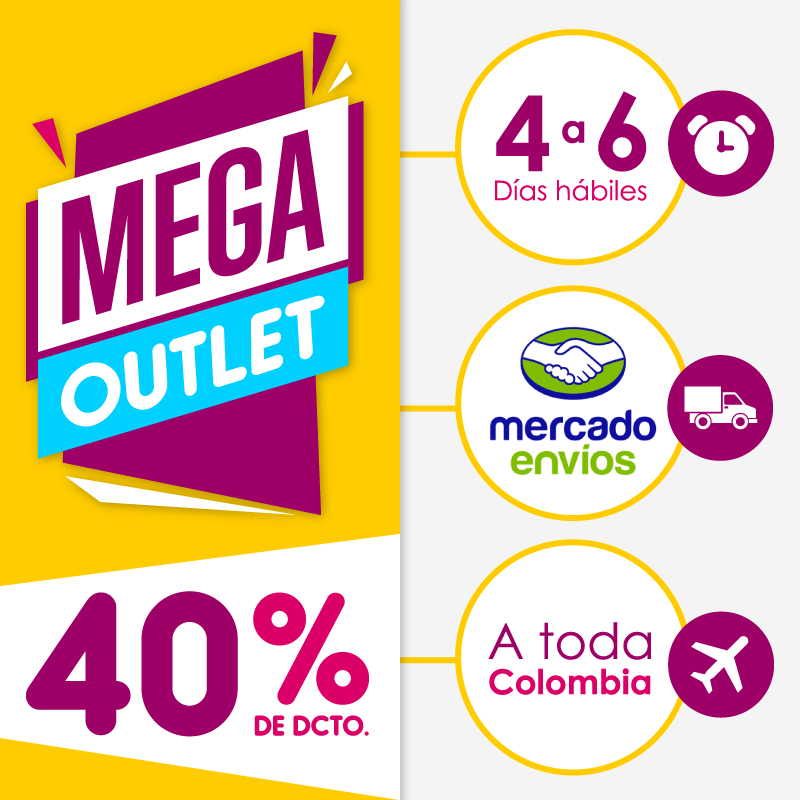 MEGA
OUTLET
40%
DE DCTO.
4 a 6
Días hábiles
mercado
envíos
A toda
Colombia